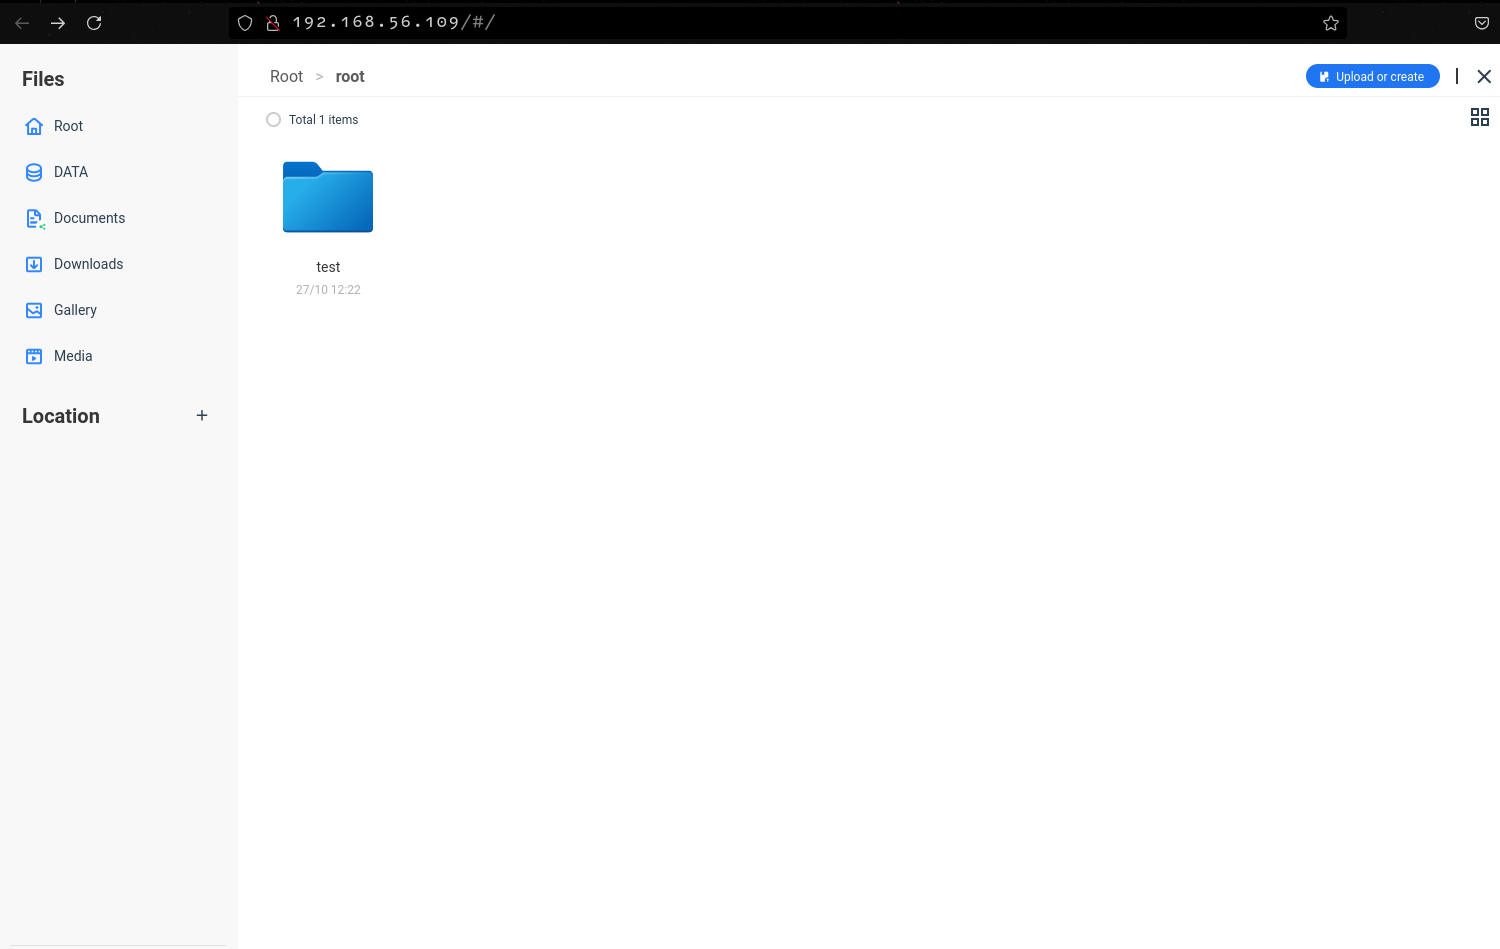 192.168.56.109/#/
Files
Root
DATA
Documents
Downloads
Gallery
Media
Location
+
Root > root
Upload or create
Total 1 items
test
27/10 12:22